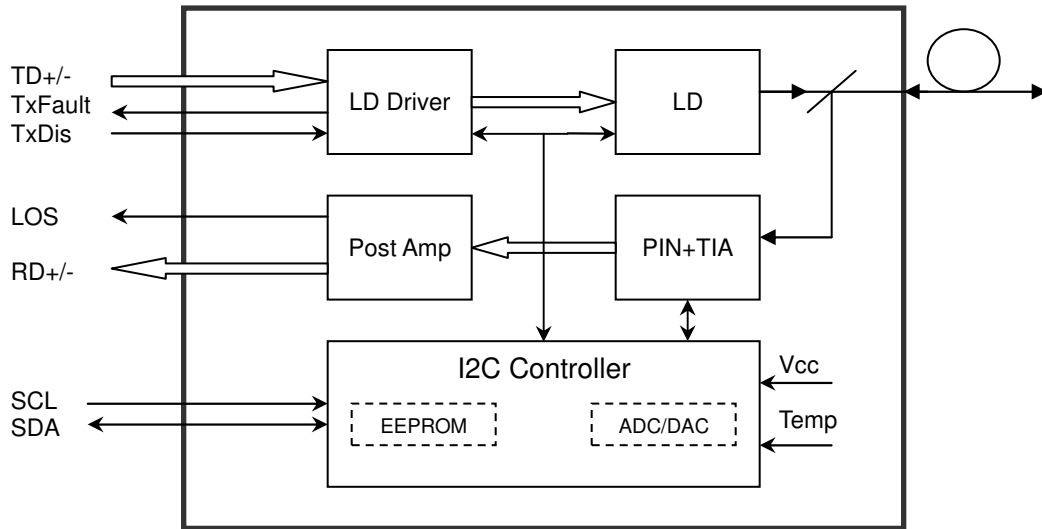 TD+/-
TxFault
TxDis
LD Driver
LD
LOS
RD+/-
Post Amp
PIN+TIA
I2C Controller
Vcc
SCL
SDA
EEPROM
ADC/DAC
Temp